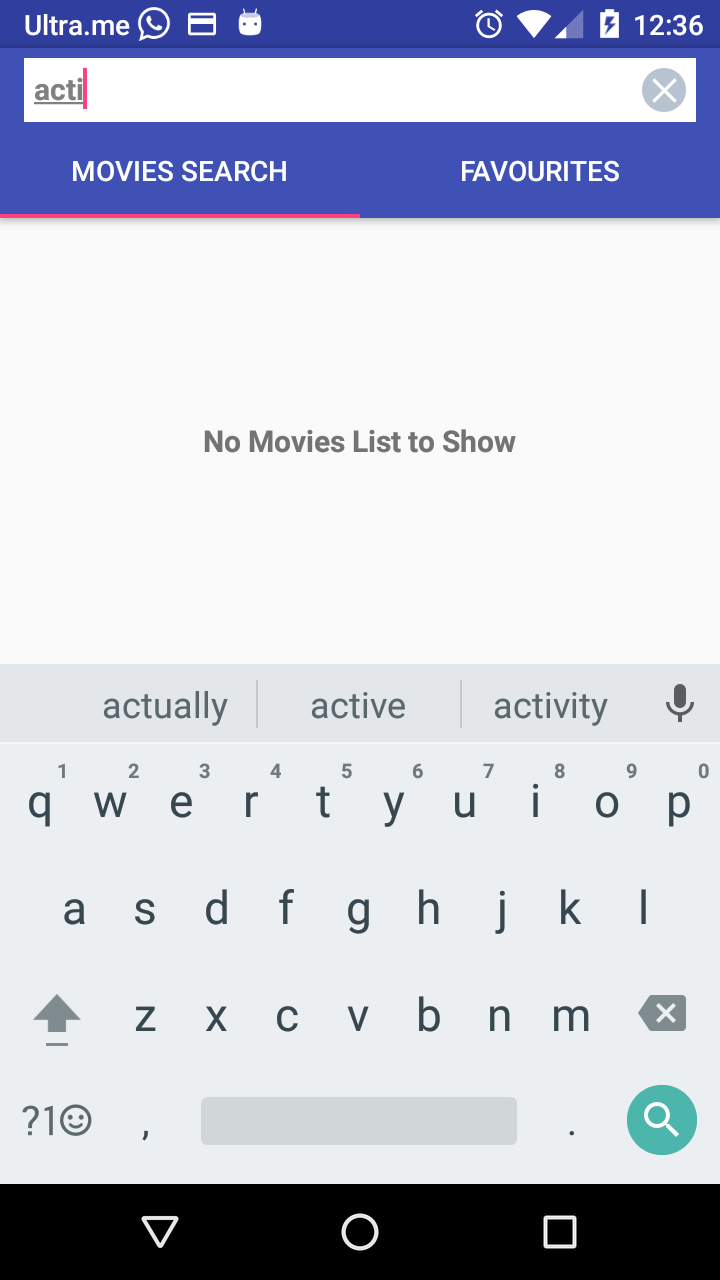 Ultra.me 12:36
acti
MOVIES SEARCH FAVOURITES
No Movies List to Show
actually active activity
1 2 3 4 5 6 7 8 9 0
q w e r t y u i o p
a s d f g h j k l
z x c v b n m
?1☺ , .